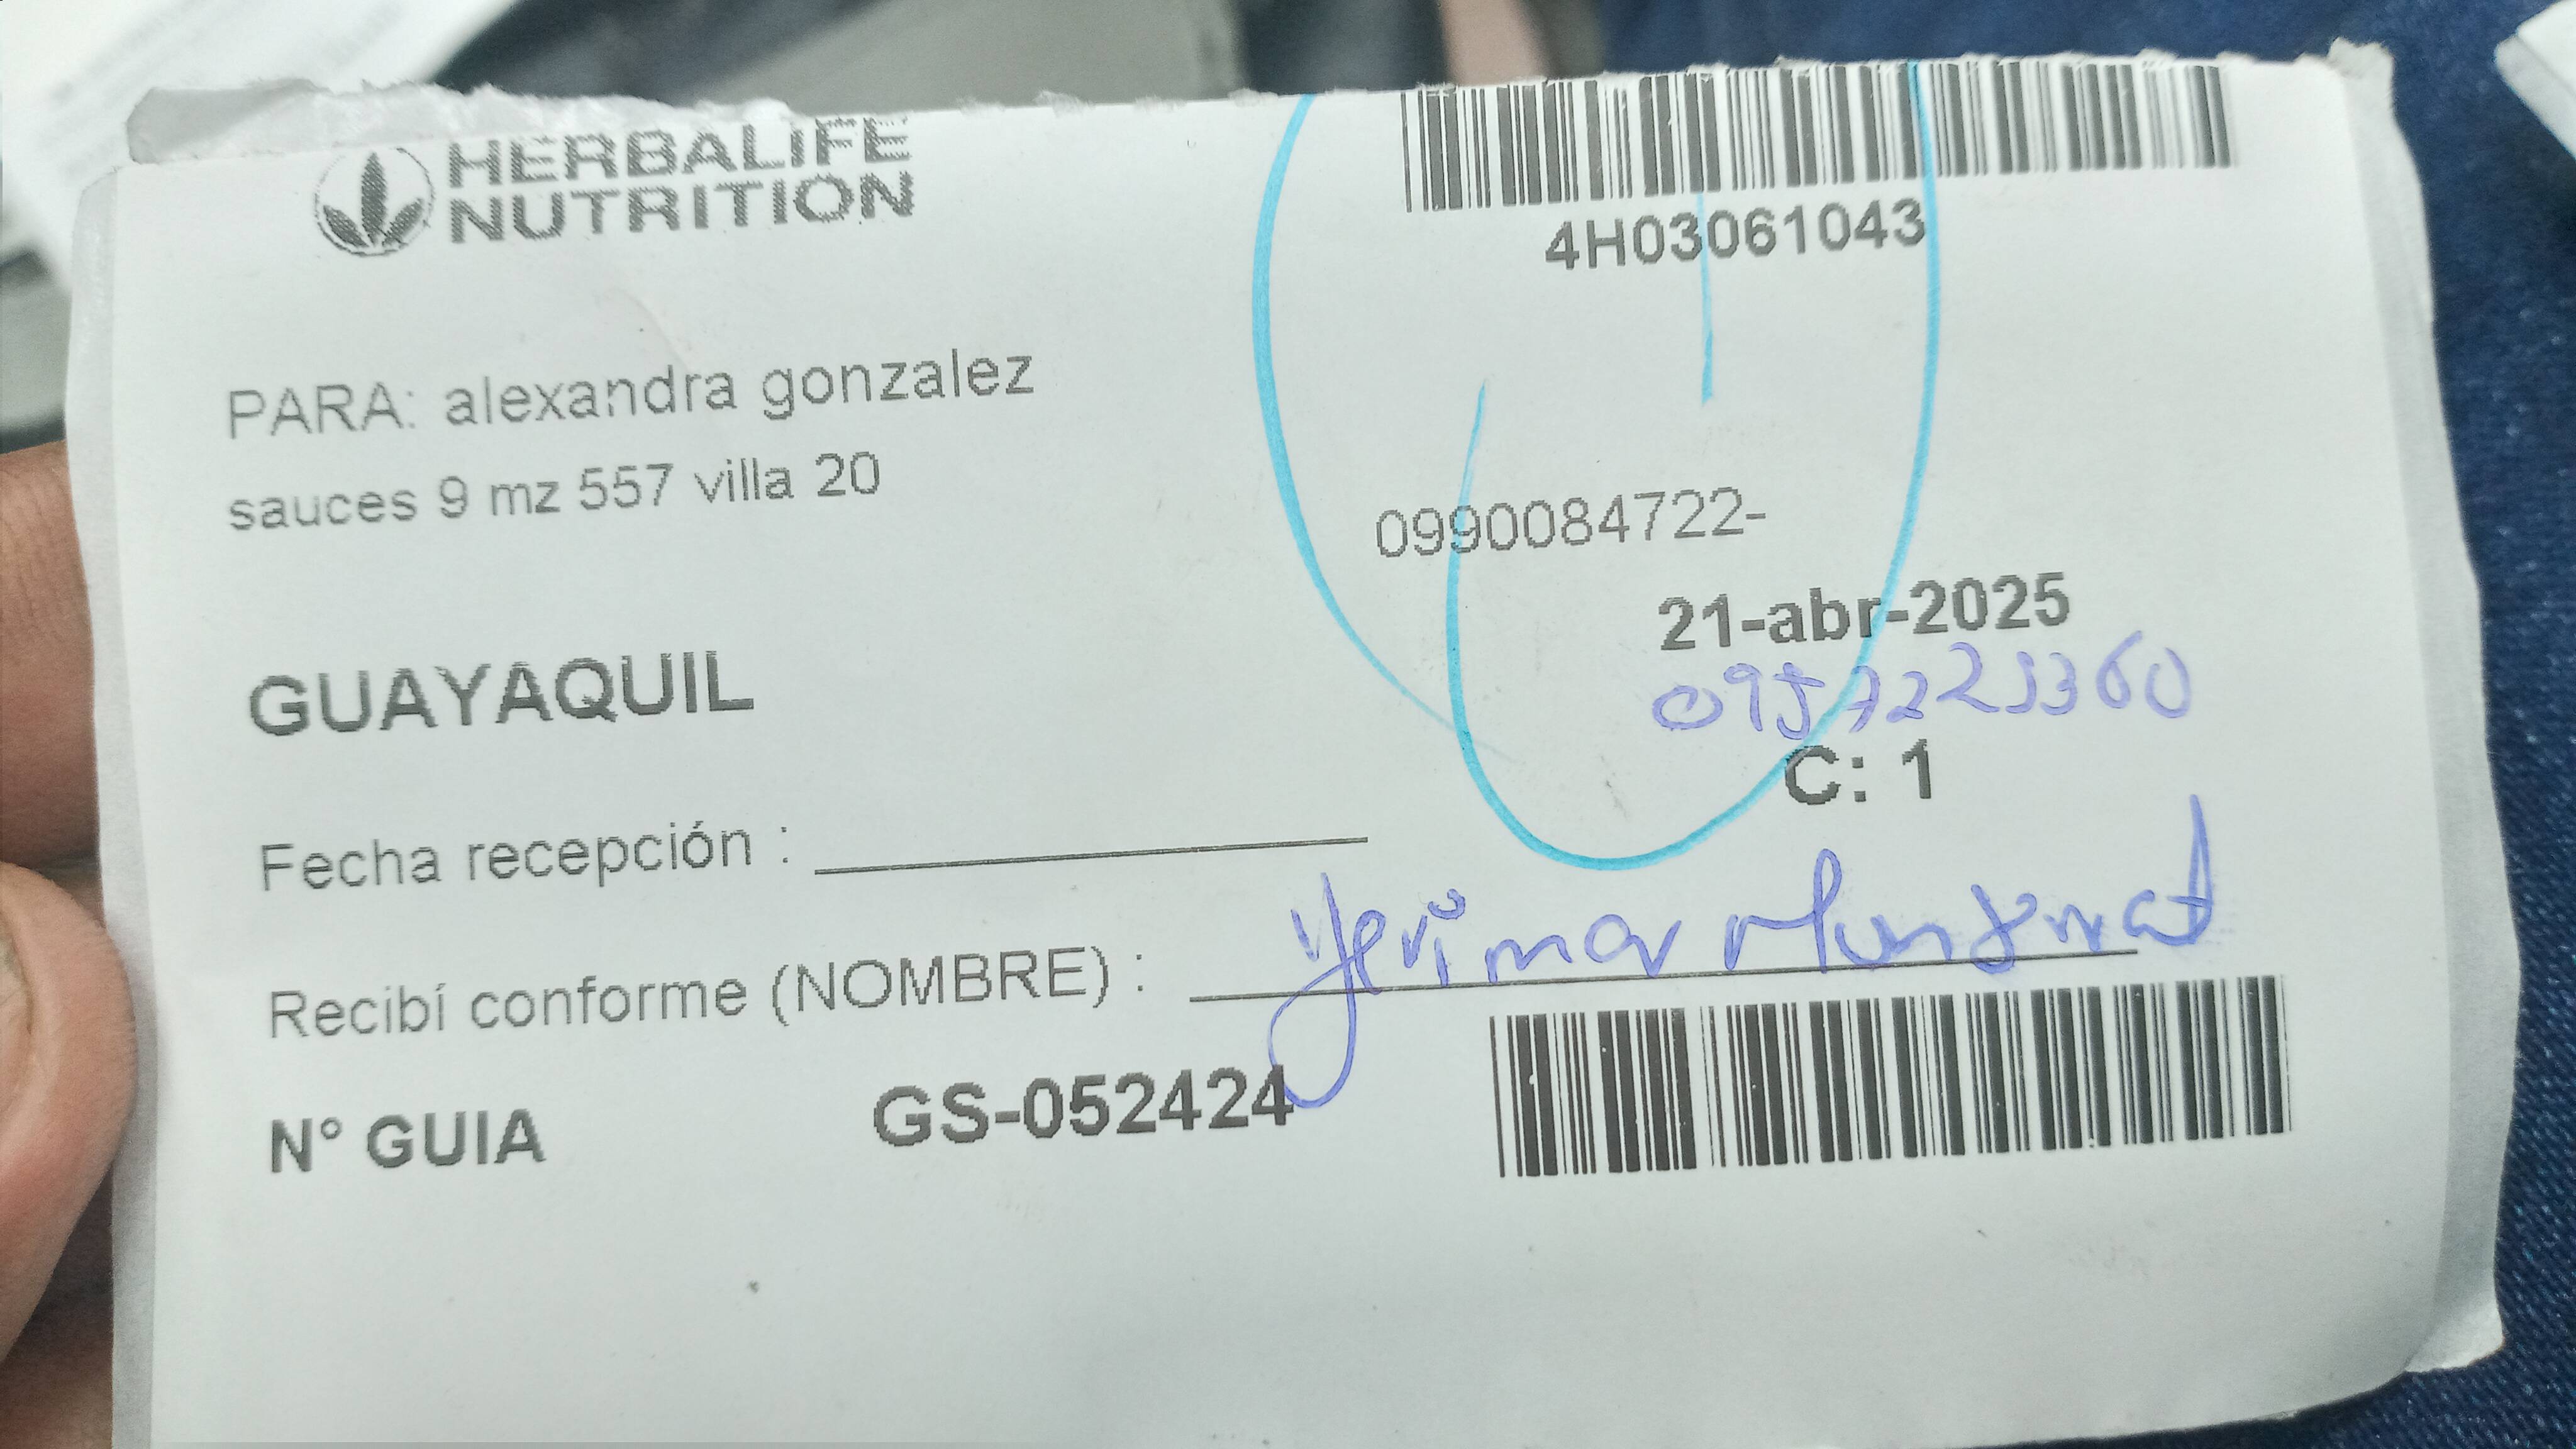 HERBALIFE
NUTRITION
4H03061043
PARA: alexandra gonzalez
sauces 9 mz 557 villa 20
0990084722-
21-abr-2025
GUAYAQUIL
C: 1
Fecha recepción :
Recibí conforme (NOMBRE) : Yerimar
N° GUIA GS-052424